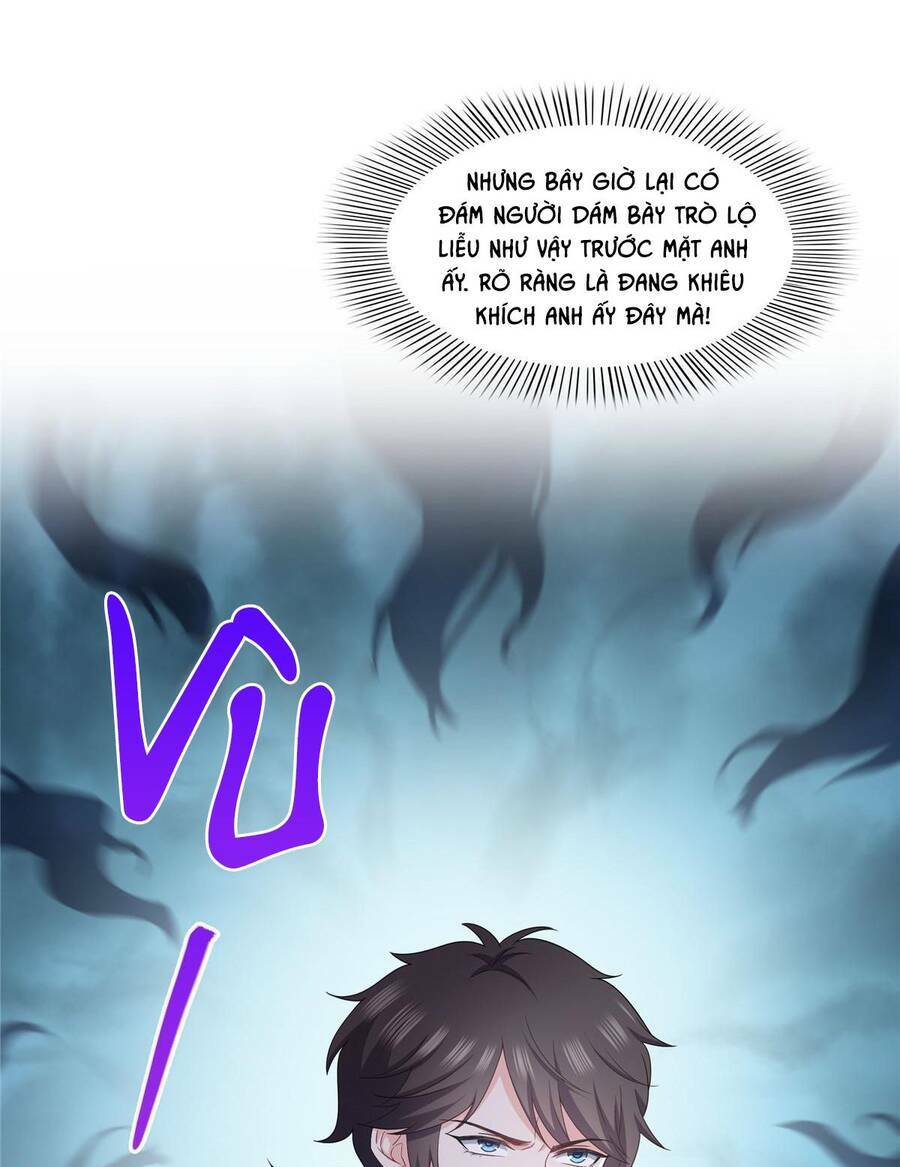 NHƯNG BÂY GIỜ LẠI CÓ
ĐÁM NGƯỜI DÁM BÀY TRÒ LỘ
LIỄU NHƯ VẬY TRƯỚC MẶT ANH
ẤY. RÕ RÀNG LÀ ĐANG KHIÊU
KHÍCH ANH ẤY ĐÂY MÀ!
VÙ